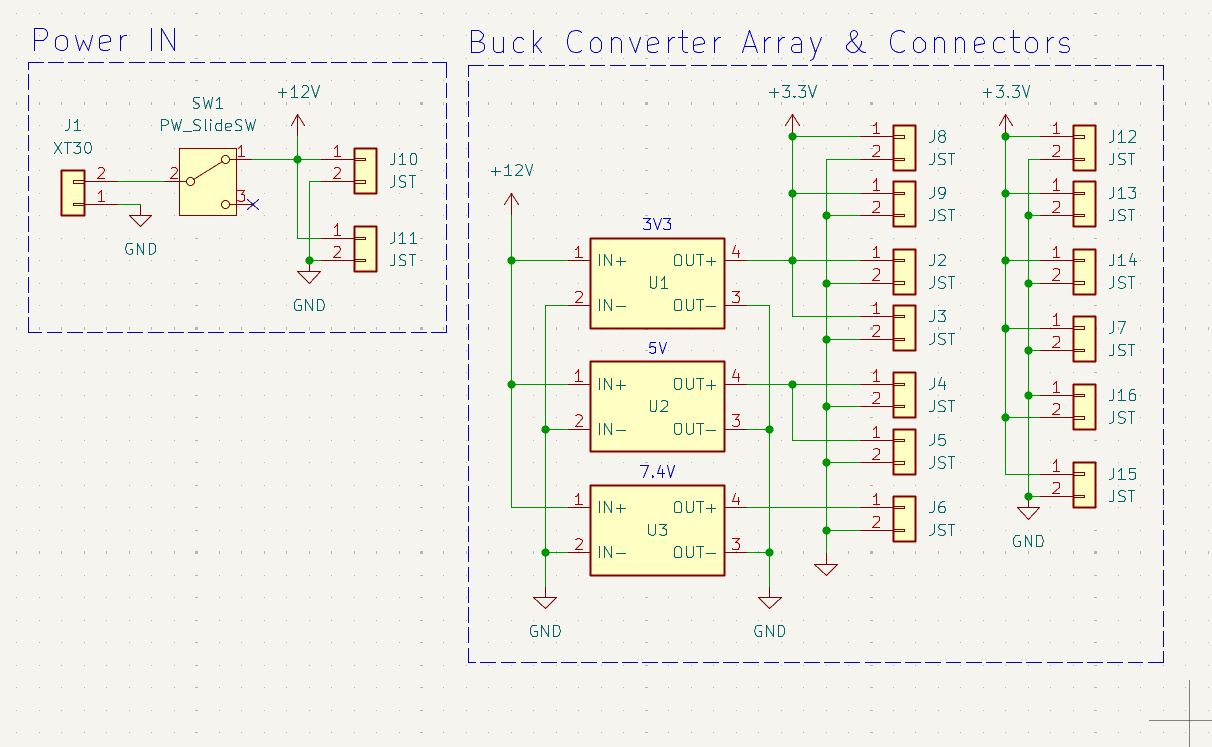 Power IN
Buck Converter Array & Connectors
+12V
SW1
PW_SlideSW
J1
XT30
2
1
2
1
3
GND
1
2
J10
JST
1
2
J11
JST
GND
+12V
3V3
1 IN+ OUT+ 4
U1
2 IN- OUT- 3
5V
1 IN+ OUT+ 4
U2
2 IN- OUT- 3
7.4V
1 IN+ OUT+ 4
U3
2 IN- OUT- 3
GND
GND
+3.3V
1 J8
2 JST
1 J9
2 JST
1 J2
2 JST
1 J3
2 JST
1 J4
2 JST
1 J5
2 JST
1 J6
2 JST
+3.3V
1 J12
2 JST
1 J13
2 JST
1 J14
2 JST
1 J7
2 JST
1 J16
2 JST
1 J15
2 JST
GND